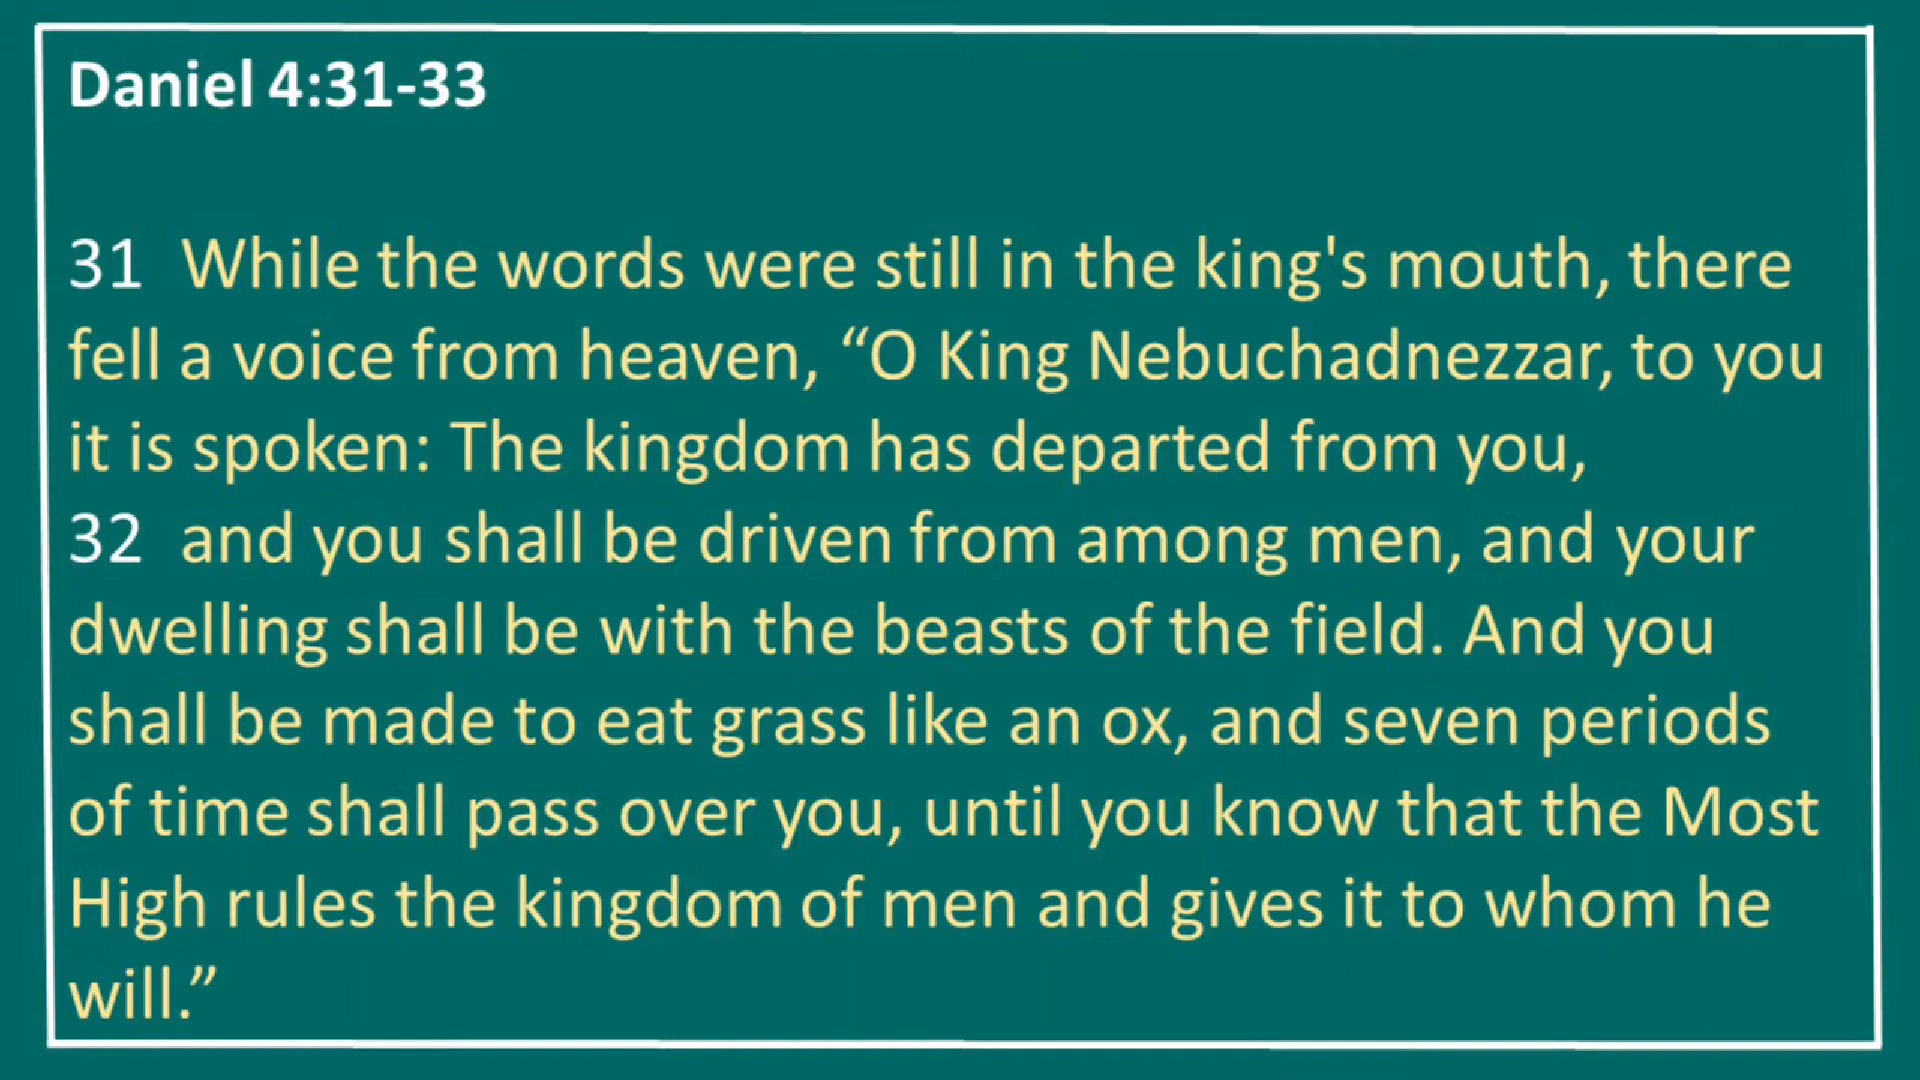 Daniel 4:31-33
31 While the words were still in the king's mouth, there
fell a voice from heaven, “O King Nebuchadnezzar, to you
it is spoken: The kingdom has departed from you,
32 and you shall be driven from among men, and your
dwelling shall be with the beasts of the field. And you
shall be made to eat grass like an ox, and seven periods
of time shall pass over you, until you know that the Most
High rules the kingdom of men and gives it to whom he
will.”